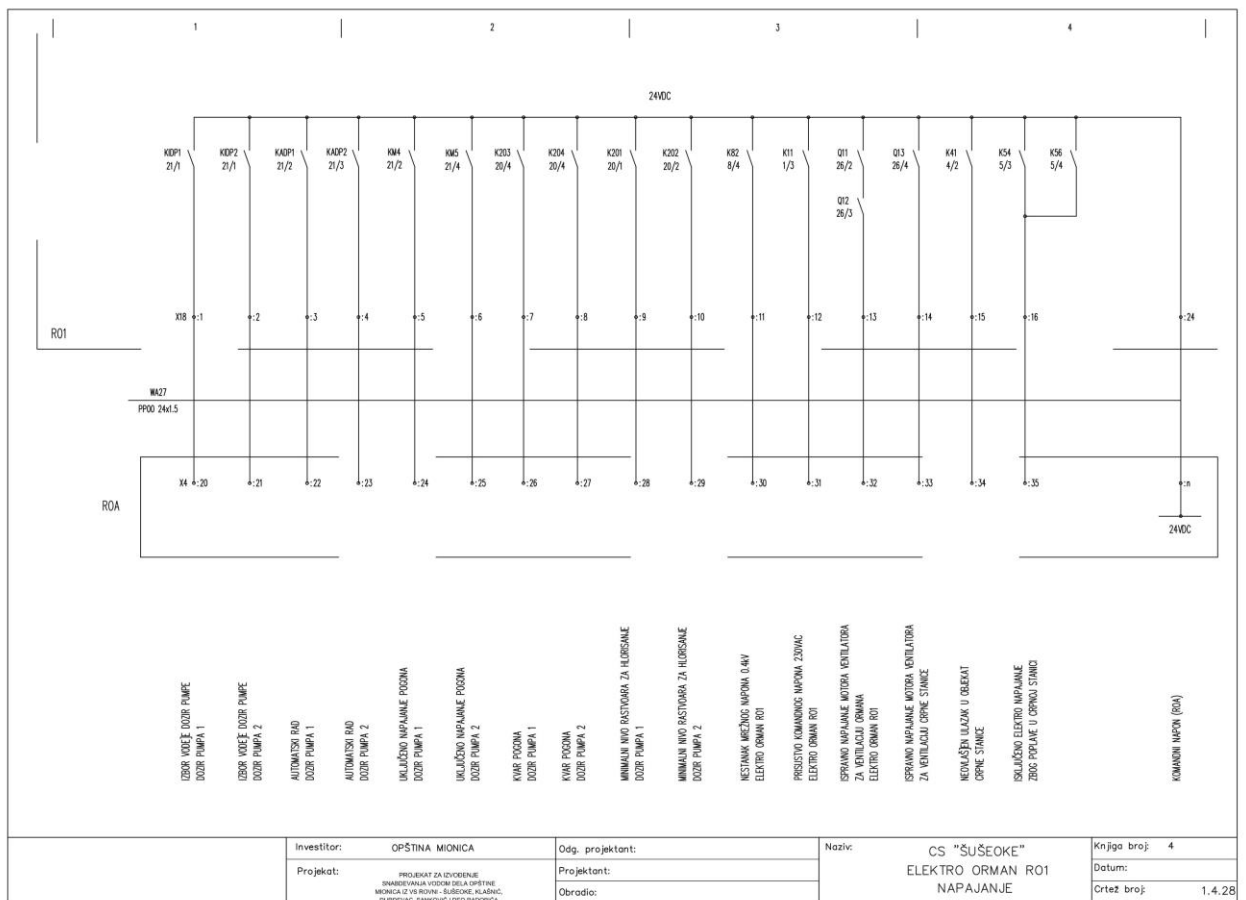 1 2 3 4
24VDC
KIDP1 KIDP2 KADP1 KADP2 KM4 KM5 K203 K204 K201 K202 K82 K11 Q11 Q13 K41 K54 K56
21/1 21/1 21/2 21/3 21/2 21/4 20/4 20/4 20/1 20/2 8/4 1/3 26/2 26/4 4/2 5/3 5/4
Q12
26/3
X18 :1 :2 :3 :4 :5 :6 :7 :8 :9 :10 :11 :12 :13 :14 :15 :16 :24
R01
WA27
PP00 24x1.5
X4 :20 :21 :22 :23 :24 :25 :26 :27 :28 :29 :30 :31 :32 :33 :34 :35 :n
ROA
24VDC
IZBOR VODEĆE DOZIR PUMPE
DOZIR PUMPA 1
IZBOR VODEĆE DOZIR PUMPE
DOZIR PUMPA 2
AUTOMATSKI RAD
DOZIR PUMPA 1
AUTOMATSKI RAD
DOZIR PUMPA 2
UKLJUČENO NAPAJANJE POGONA
DOZIR PUMPA 1
UKLJUČENO NAPAJANJE POGONA
DOZIR PUMPA 2
KVAR POGONA
DOZIR PUMPA 1
KVAR POGONA
DOZIR PUMPA 2
MINIMALNI NIVO RASTVOARA ZA HLORISANJE
DOZIR PUMPA 1
MINIMALNI NIVO RASTVOARA ZA HLORISANJE
DOZIR PUMPA 2
NESTANAK MREŽNOG NAPONA 0.4kV
ELEKTRO ORMAN R01
PRISUSTVO KOMANDNOG NAPONA 230VAC
ELEKTRO ORMAN R01
ISPRAVNO NAPAJANJE MOTORA VENTILATORA
ZA VENTILACIJU ORMANA
ELEKTRO ORMAN R01
ISPRAVNO NAPAJANJE MOTORA VENTILATORA
ZA VENTILACIJU CRPNE STANICE
NEOVLAŠĆEN ULAZAK U OBJEKAT
CRPNE STANICE
ISKLJUČENO ELEKTRO NAPAJANJE
ZBOG POPLAVE U CRPNOJ STANICI
KOMANDNI NAPON (ROA)
Investitor: OPŠTINA MIONICA
Projekat: PROJEKAT ZA IZVOĐENJE
SNABDEVANJA VODOM DELA OPŠTINE
MIONICA IZ VS ROVNI - ŠUŠEOKE, KLAŠNIĆ,
Odg. projektant:
Projektant:
Obradio:
Naziv: CS "ŠUŠEOKE"
ELEKTRO ORMAN R01
NAPAJANJE
Knjiga broj: 4
Datum:
Crtež broj: 1.4.28